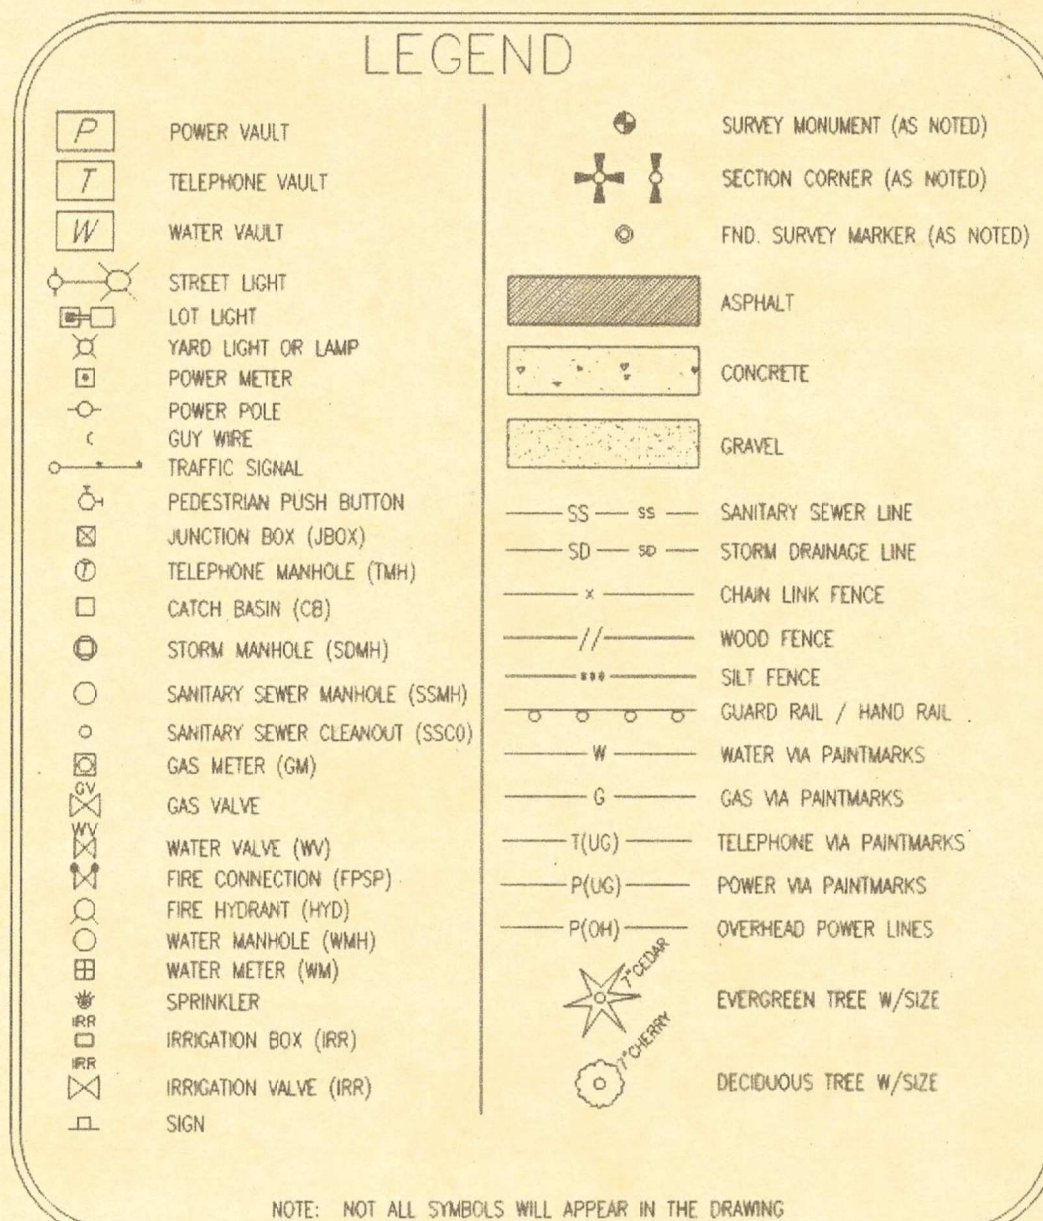 LEGEND
P POWER VAULT
T TELEPHONE VAULT
W WATER VAULT
STREET LIGHT
LOT LIGHT
YARD LIGHT OR LAMP
POWER METER
POWER POLE
GUY WIRE
TRAFFIC SIGNAL
PEDESTRIAN PUSH BUTTON
JUNCTION BOX (JBOX)
T TELEPHONE MANHOLE (TMH)
CATCH BASIN (CB)
STORM MANHOLE (SDMH)
SANITARY SEWER MANHOLE (SSMH)
SANITARY SEWER CLEANOUT (SSCO)
GAS METER (GM)
GV
GAS VALVE
WV
WATER VALVE (WV)
FIRE CONNECTION (FPSP)
FIRE HYDRANT (HYD)
WATER MANHOLE (WMH)
WATER METER (WM)
SPRINKLER
IRR
IRRIGATION BOX (IRR)
IRR
IRRIGATION VALVE (IRR)
SIGN
SURVEY MONUMENT (AS NOTED)
SECTION CORNER (AS NOTED)
FND. SURVEY MARKER (AS NOTED)
ASPHALT
CONCRETE
GRAVEL
SS SS SANITARY SEWER LINE
SD SD STORM DRAINAGE LINE
x CHAIN LINK FENCE
// WOOD FENCE
SILT FENCE
GUARD RAIL / HAND RAIL
W WATER VIA PAINTMARKS
G GAS VIA PAINTMARKS
T(UG) TELEPHONE VIA PAINTMARKS
P(UG) POWER VIA PAINTMARKS
P(OH) OVERHEAD POWER LINES
7"CEDAR
EVERGREEN TREE W/SIZE
7"CHERRY
DECIDUOUS TREE W/SIZE
NOTE: NOT ALL SYMBOLS WILL APPEAR IN THE DRAWING